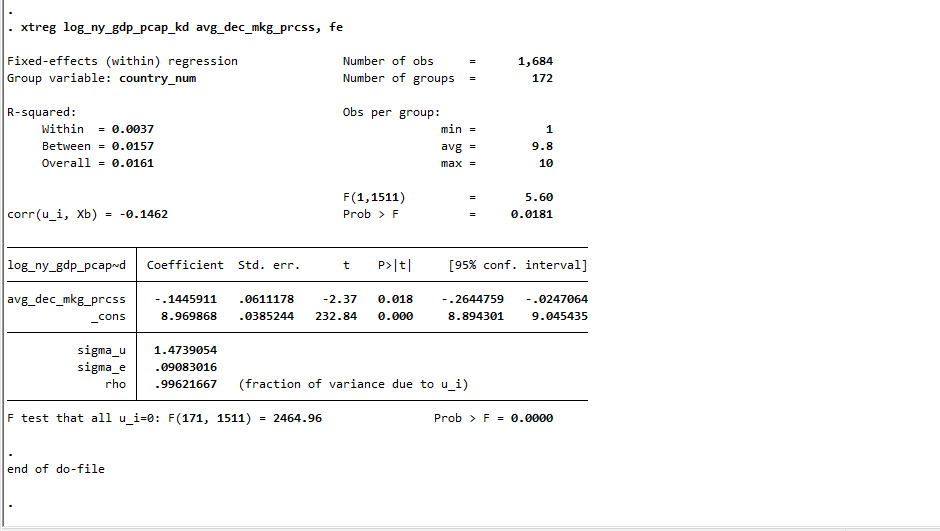 .
. xtreg log_ny_gdp_pcap_kd avg_dec_mkg_prcss, fe
Fixed-effects (within) regression Number of obs = 1,684
Group variable: country_num Number of groups = 172
R-squared: Obs per group:
Within = 0.0037 min = 1
Between = 0.0157 avg = 9.8
Overall = 0.0161 max = 10
F(1,1511) = 5.60
corr(u_i, Xb) = -0.1462 Prob > F = 0.0181
log_ny_gdp_pcap~d Coefficient Std. err. t P>|t| [95% conf. interval]
avg_dec_mkg_prcss -.1445911 .0611178 -2.37 0.018 -.2644759 -.0247064
_cons 8.969868 .0385244 232.84 0.000 8.894301 9.045435
sigma_u 1.4739054
sigma_e .09083016
rho .99621667 (fraction of variance due to u_i)
F test that all u_i=0: F(171, 1511) = 2464.96 Prob > F = 0.0000
.
end of do-file
.